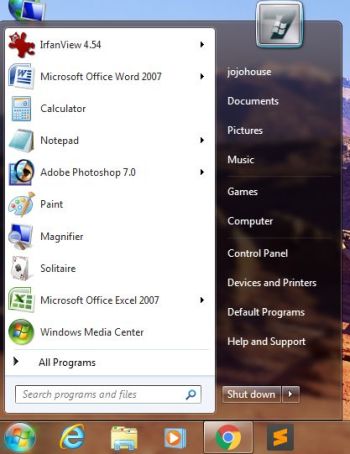 IrfanView 4.54
Microsoft Office Word 2007
Calculator
Notepad
Adobe Photoshop 7.0
Paint
Magnifier
Solitaire
Microsoft Office Excel 2007
Windows Media Center
All Programs
Search programs and files
jojohouse
Documents
Pictures
Music
Games
Computer
Control Panel
Devices and Printers
Default Programs
Help and Support
Shut down